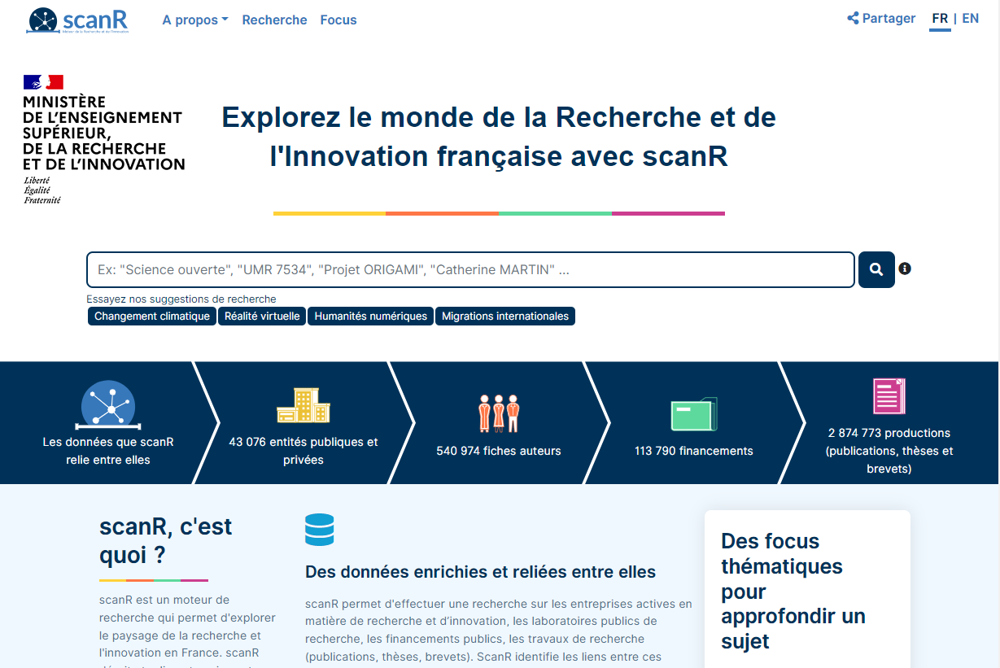 scanR
Moteur de la Recherche et de l'Innovation
A propos
Recherche
Focus
Partager
FR | EN
MINISTÈRE
DE L'ENSEIGNEMENT
SUPÉRIEUR,
DE LA RECHERCHE
ET DE L'INNOVATION
Liberté
Égalité
Fraternité
Explorez le monde de la Recherche et de
l'Innovation française avec scanR
Ex: "Science ouverte", "UMR 7534", "Projet ORIGAMI", "Catherine MARTIN" ...
Essayez nos suggestions de recherche
Changement climatique
Réalité virtuelle
Humanités numériques
Migrations internationales
Les données que scanR
relie entre elles
43 076 entités publiques et
privées
540 974 fiches auteurs
113 790 financements
2 874 773 productions
(publications, thèses et
brevets)
scanR, c'est
quoi ?
scanR est un moteur de
recherche qui permet d'explorer
le paysage de la recherche et
l'innovation en France. scanR
Des données enrichies et reliées entre elles
scanR permet d'effectuer une recherche sur les entreprises actives en
matière de recherche et d'innovation, les laboratoires publics de
recherche, les financements publics, les travaux de recherche
(publications, thèses, brevets). ScanR identifie les liens entre ces
Des focus
thématiques
pour
approfondir un
sujet